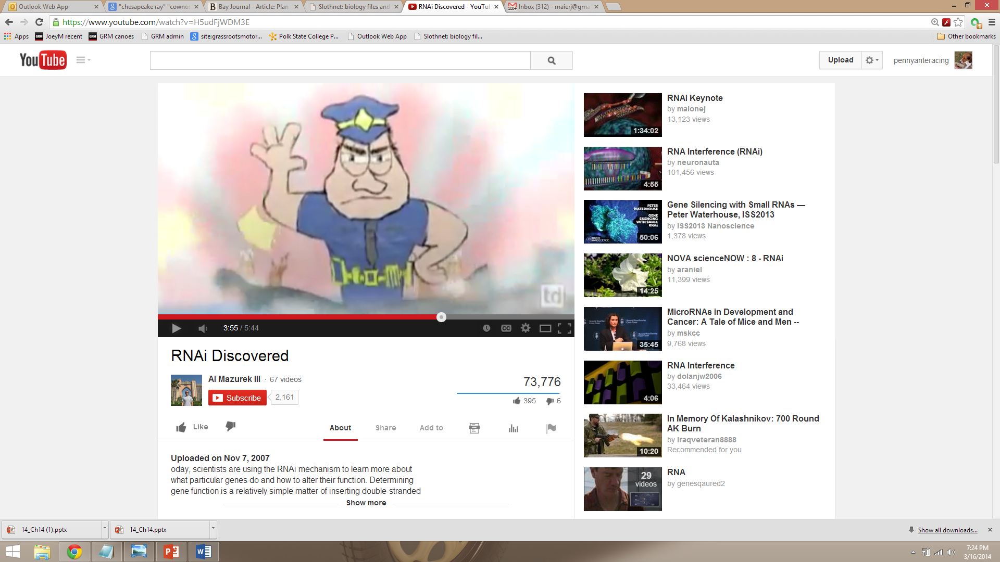 Outlook Web App
"chesapeake ray" "cownos
Bay Journal - Article: Plan
Slothnet: biology files and
RNAi Discovered - YouTu
Inbox (312) - maierj@gma
https://www.youtube.com/watch?v=H5udFjWDM3E
Apps
JoeyM recent
GRM canoes
GRM admin
site:grassrootsmotor...
Polk State College P...
Outlook Web App
Slothnet: biology fil...
Other bookmarks
YouTube
Upload
pennyanteracing
td
3:55 / 5:44
CC
RNAi Discovered
Al Mazurek III · 67 videos
Subscribe
2,161
73,776
395
6
Like
About
Share
Add to
Uploaded on Nov 7, 2007
oday, scientists are using the RNAi mechanism to learn more about
what particular genes do and how to alter their function. Determining
gene function is a relatively simple matter of inserting double-stranded
Show more
1:34:02
RNAi Keynote
by malonej
13,123 views
4:55
RNA Interference (RNAi)
by neuronauta
101,456 views
PETER
WATERHOUSE
GENE
SILENCING
WITH SMALL
RNAs
50:06
Gene Silencing with Small RNAs —
Peter Waterhouse, ISS2013
by ISS2013 Nanoscience
1,378 views
14:25
NOVA scienceNOW : 8 - RNAi
by araniel
11,399 views
35:45
MicroRNAs in Development and
Cancer: A Tale of Mice and Men --
by mskcc
9,768 views
4:06
RNA Interference
by dolanjw2006
33,464 views
10:20
In Memory Of Kalashnikov: 700 Round
AK Burn
by Iraqveteran8888
Recommended for you
29
videos
RNA
by genesqaured2
14_Ch14 (1).pptx
14_Ch14.pptx
Show all downloads...
7:24 PM
3/16/2014